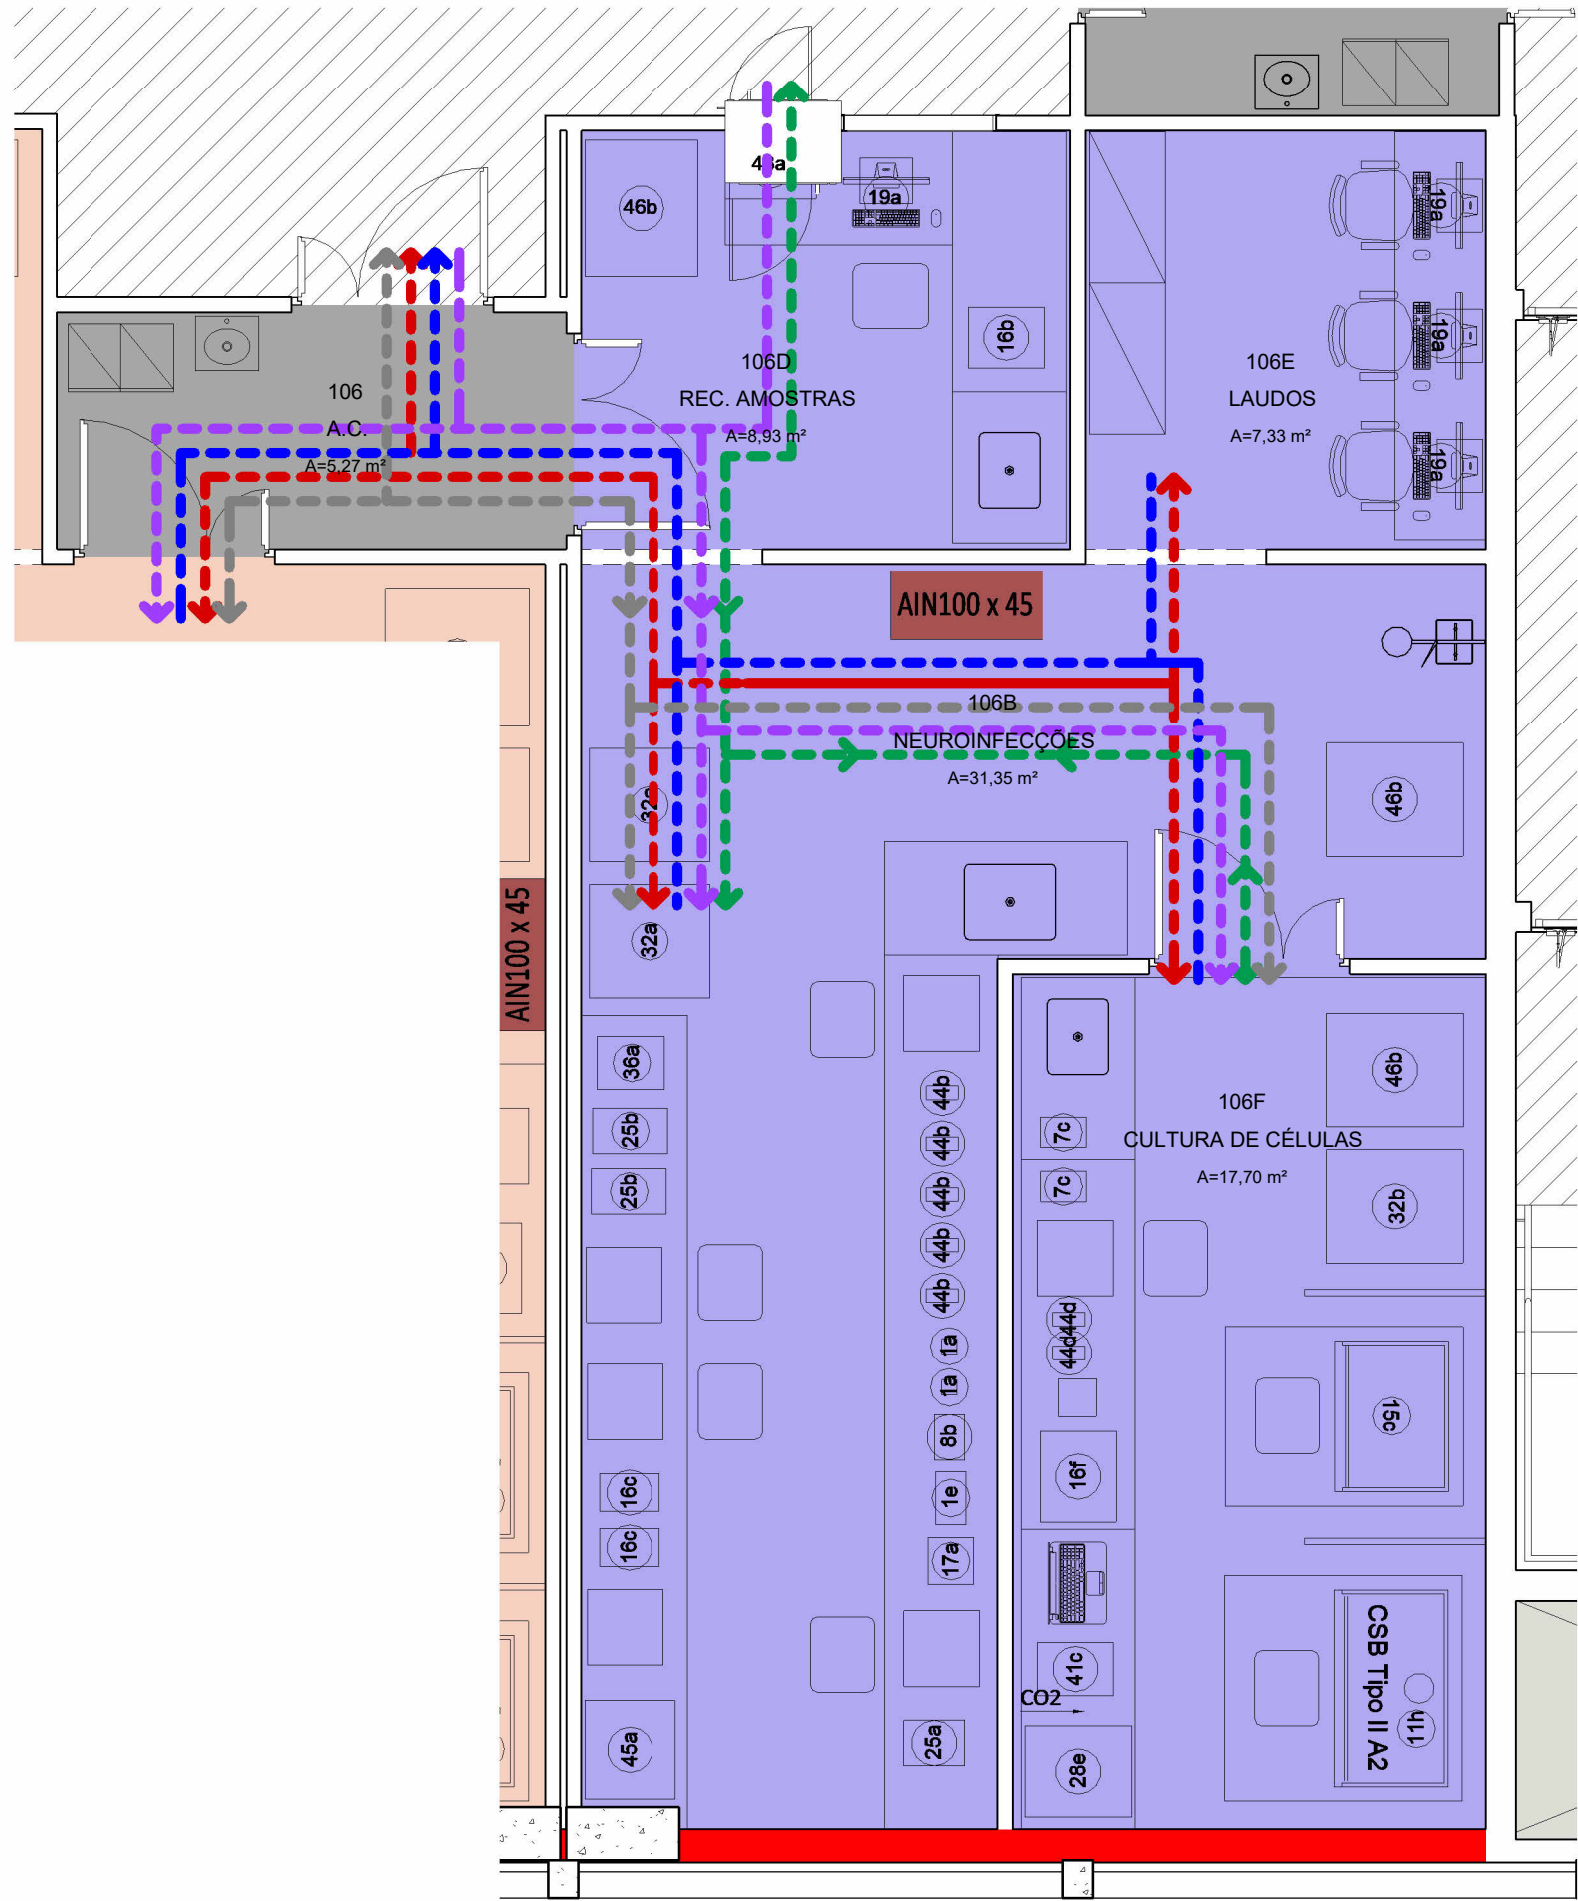 46b
19a
16b
106D
REC. AMOSTRAS
A=8,93 m²
19a
19a
19a
106E
LAUDOS
A=7,33 m²
106
A.C.
A=5,27 m²
AIN100 x 45
106B
NEUROINFECÇÕES
A=31,35 m²
32a
46b
AIN100 x 45
32a
36a
25b
25b
44b
44b
44b
44b
44b
1a
1a
8b
1e
17a
16c
16c
45a
25a
106F
CULTURA DE CÉLULAS
A=17,70 m²
7c
7c
46b
32b
44d
44d
16f
15c
41c
CO2
28e
CSB Tipo II A2
11h